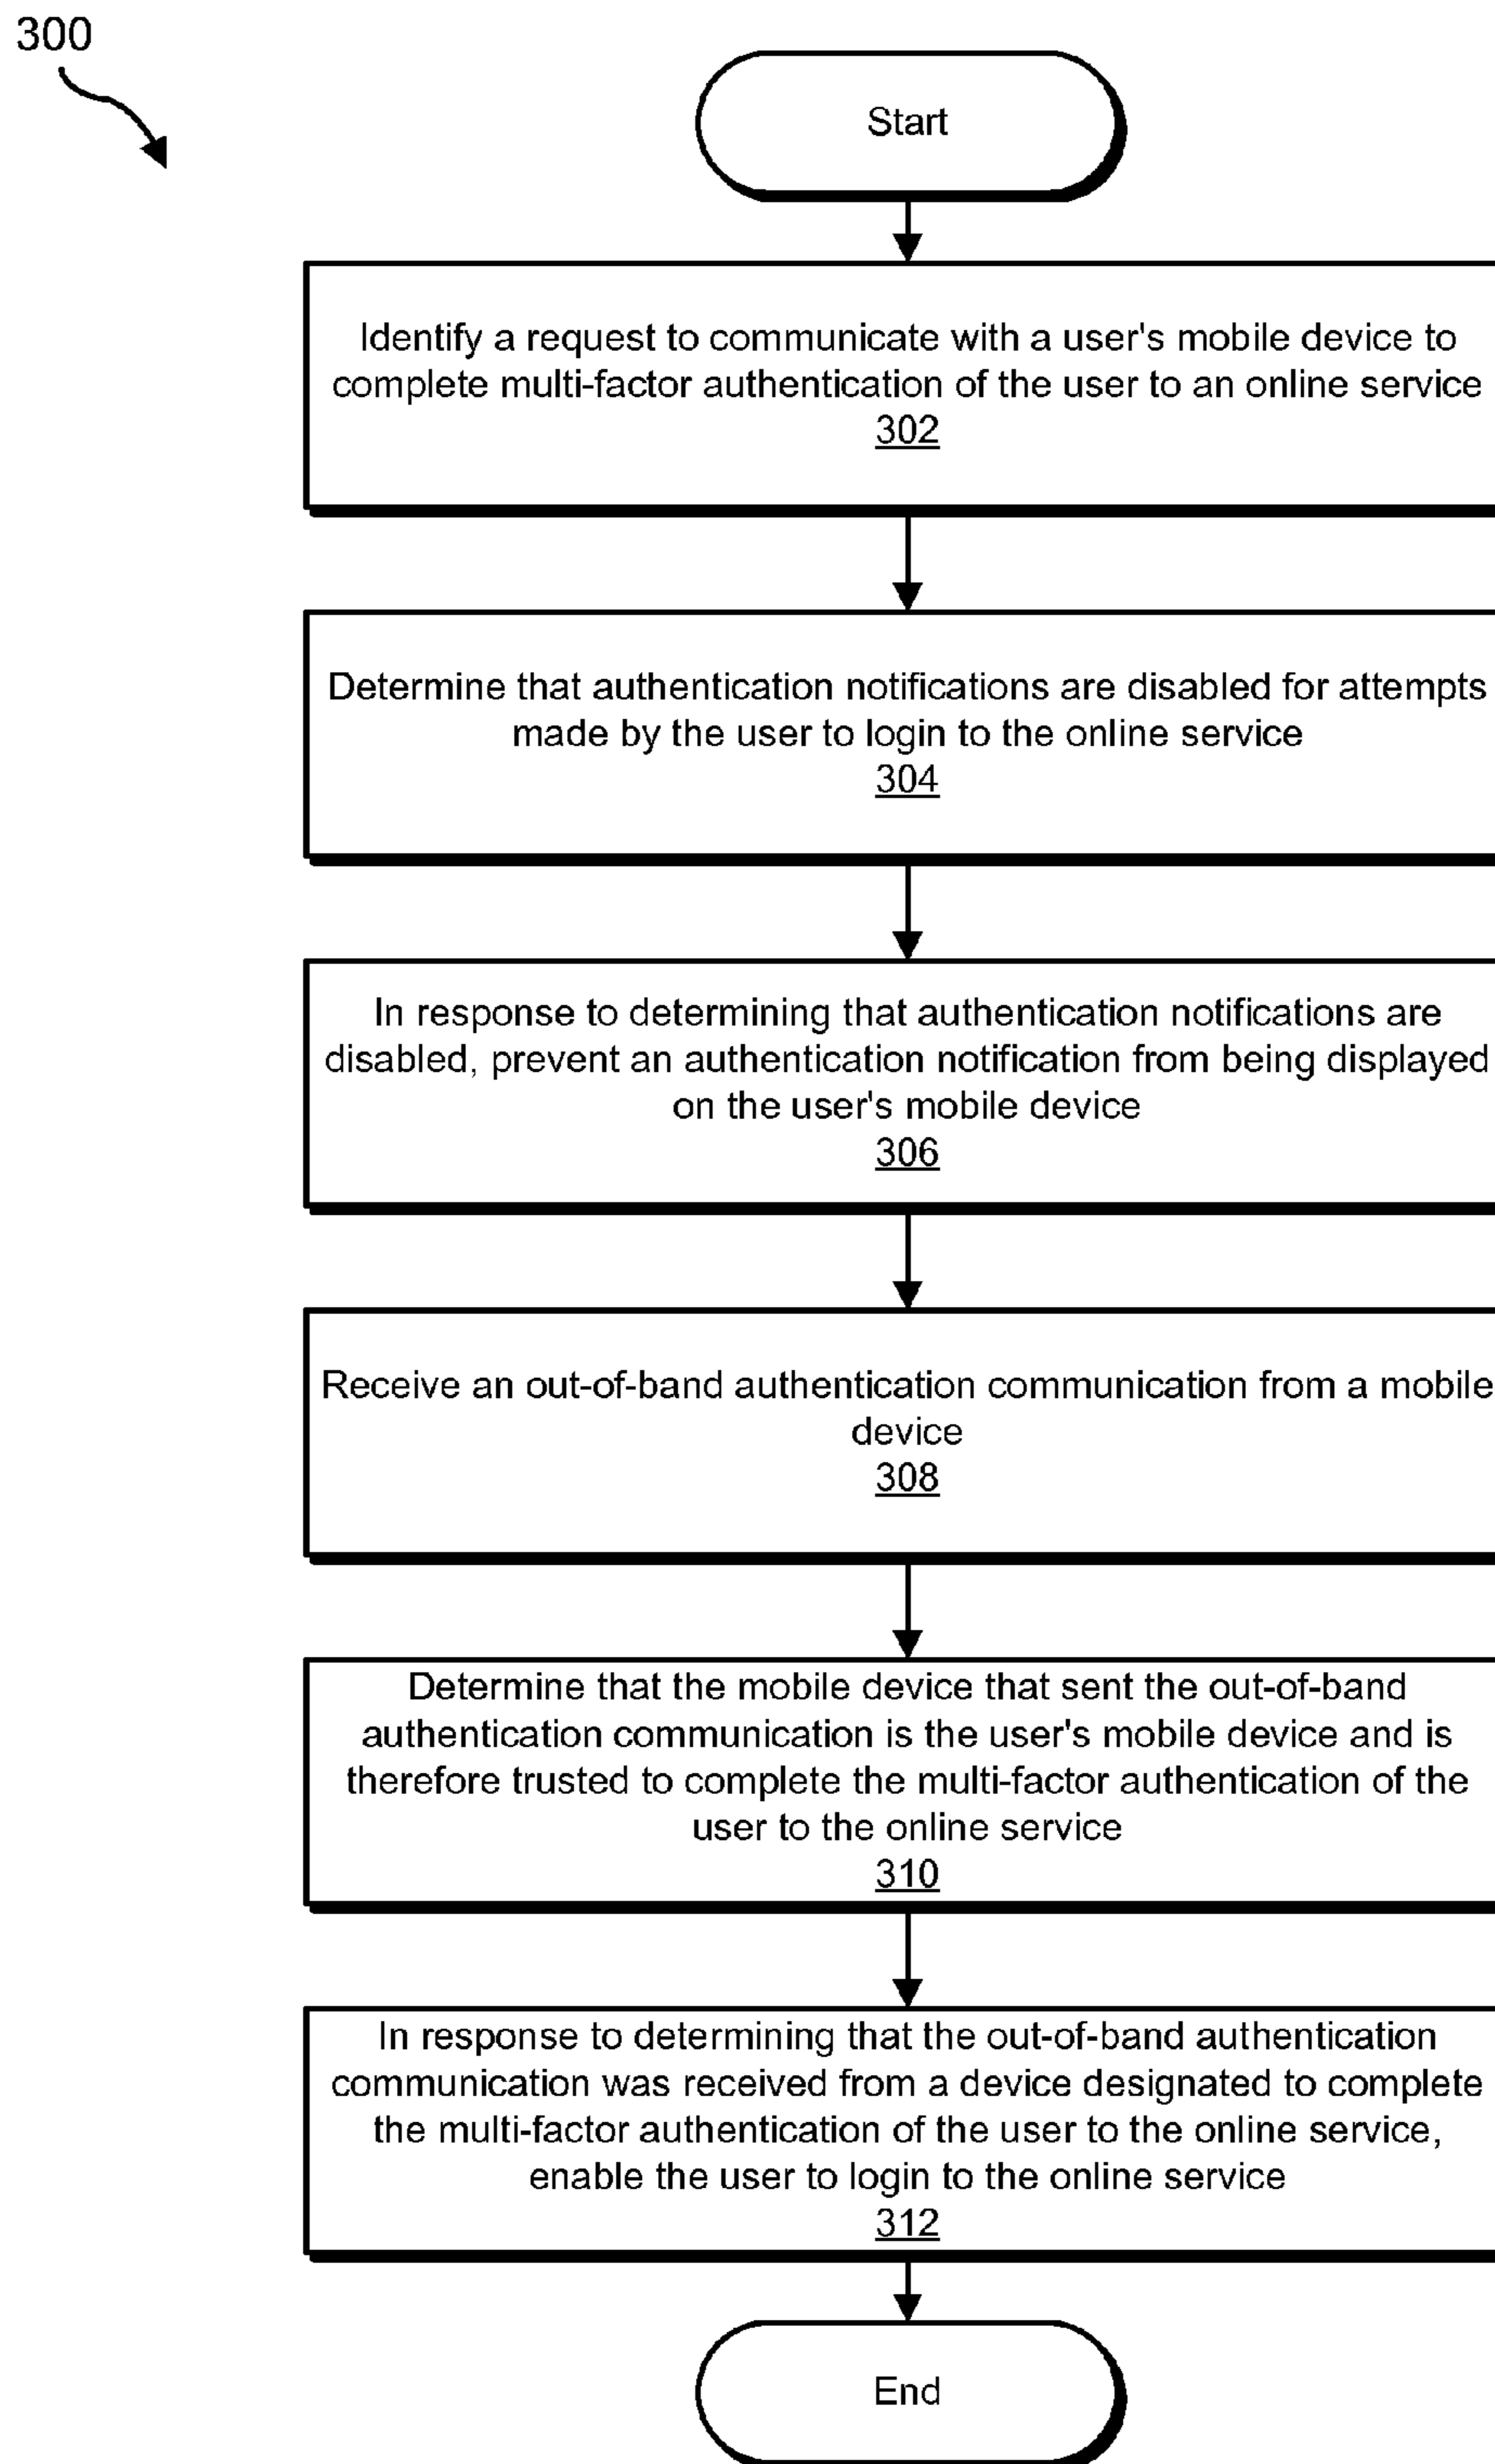 300
Start
Identify a request to communicate with a user's mobile device to
complete multi-factor authentication of the user to an online service
302
Determine that authentication notifications are disabled for attempts
made by the user to login to the online service
304
In response to determining that authentication notifications are
disabled, prevent an authentication notification from being displayed
on the user's mobile device
306
Receive an out-of-band authentication communication from a mobile
device
308
Determine that the mobile device that sent the out-of-band
authentication communication is the user's mobile device and is
therefore trusted to complete the multi-factor authentication of the
user to the online service
310
In response to determining that the out-of-band authentication
communication was received from a device designated to complete
the multi-factor authentication of the user to the online service,
enable the user to login to the online service
312
End